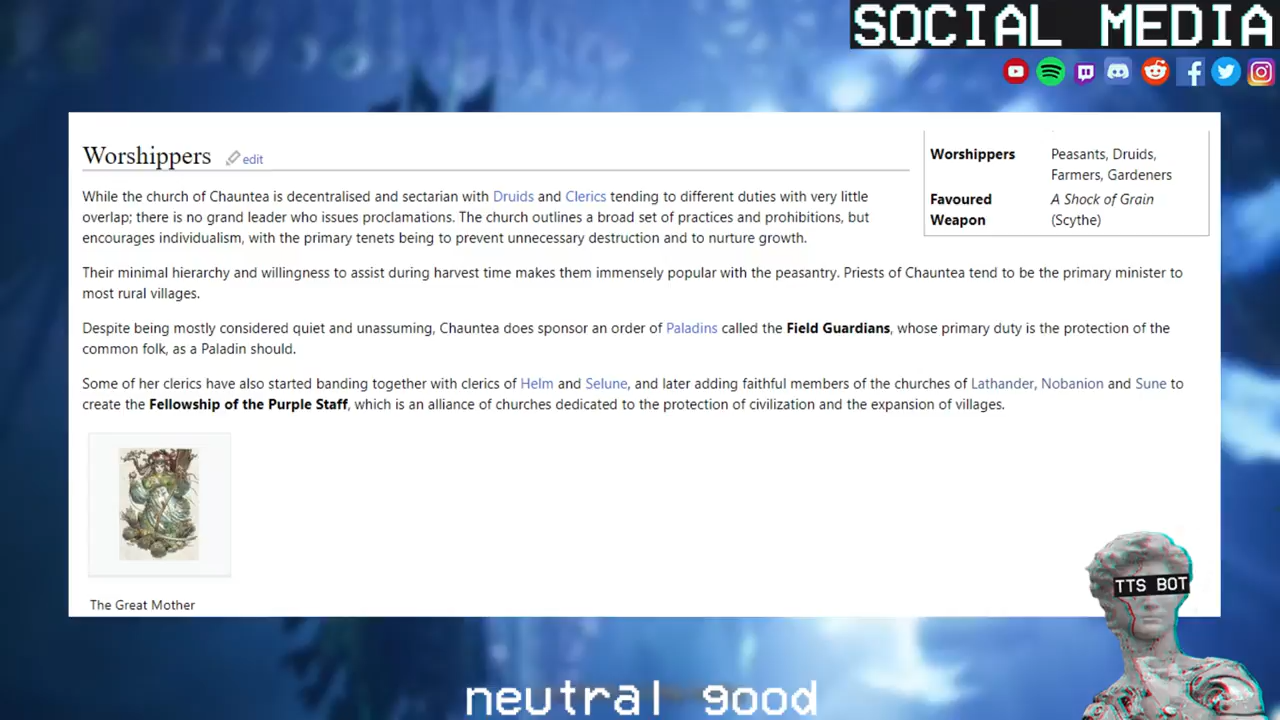 SOCIAL MEDIA
Worshippers edit
While the church of Chauntea is decentralised and sectarian with Druids and Clerics tending to different duties with very little
overlap; there is no grand leader who issues proclamations. The church outlines a broad set of practices and prohibitions, but
encourages individualism, with the primary tenets being to prevent unnecessary destruction and to nurture growth.
Worshippers Peasants, Druids,
Farmers, Gardeners
Favoured A Shock of Grain
Weapon (Scythe)
Their minimal hierarchy and willingness to assist during harvest time makes them immensely popular with the peasantry. Priests of Chauntea tend to be the primary minister to
most rural villages.
Despite being mostly considered quiet and unassuming, Chauntea does sponsor an order of Paladins called the Field Guardians, whose primary duty is the protection of the
common folk, as a Paladin should.
Some of her clerics have also started banding together with clerics of Helm and Selune, and later adding faithful members of the churches of Lathander, Nobanion and Sune to
create the Fellowship of the Purple Staff, which is an alliance of churches dedicated to the protection of civilization and the expansion of villages.
The Great Mother
TTS BOT
neutral good